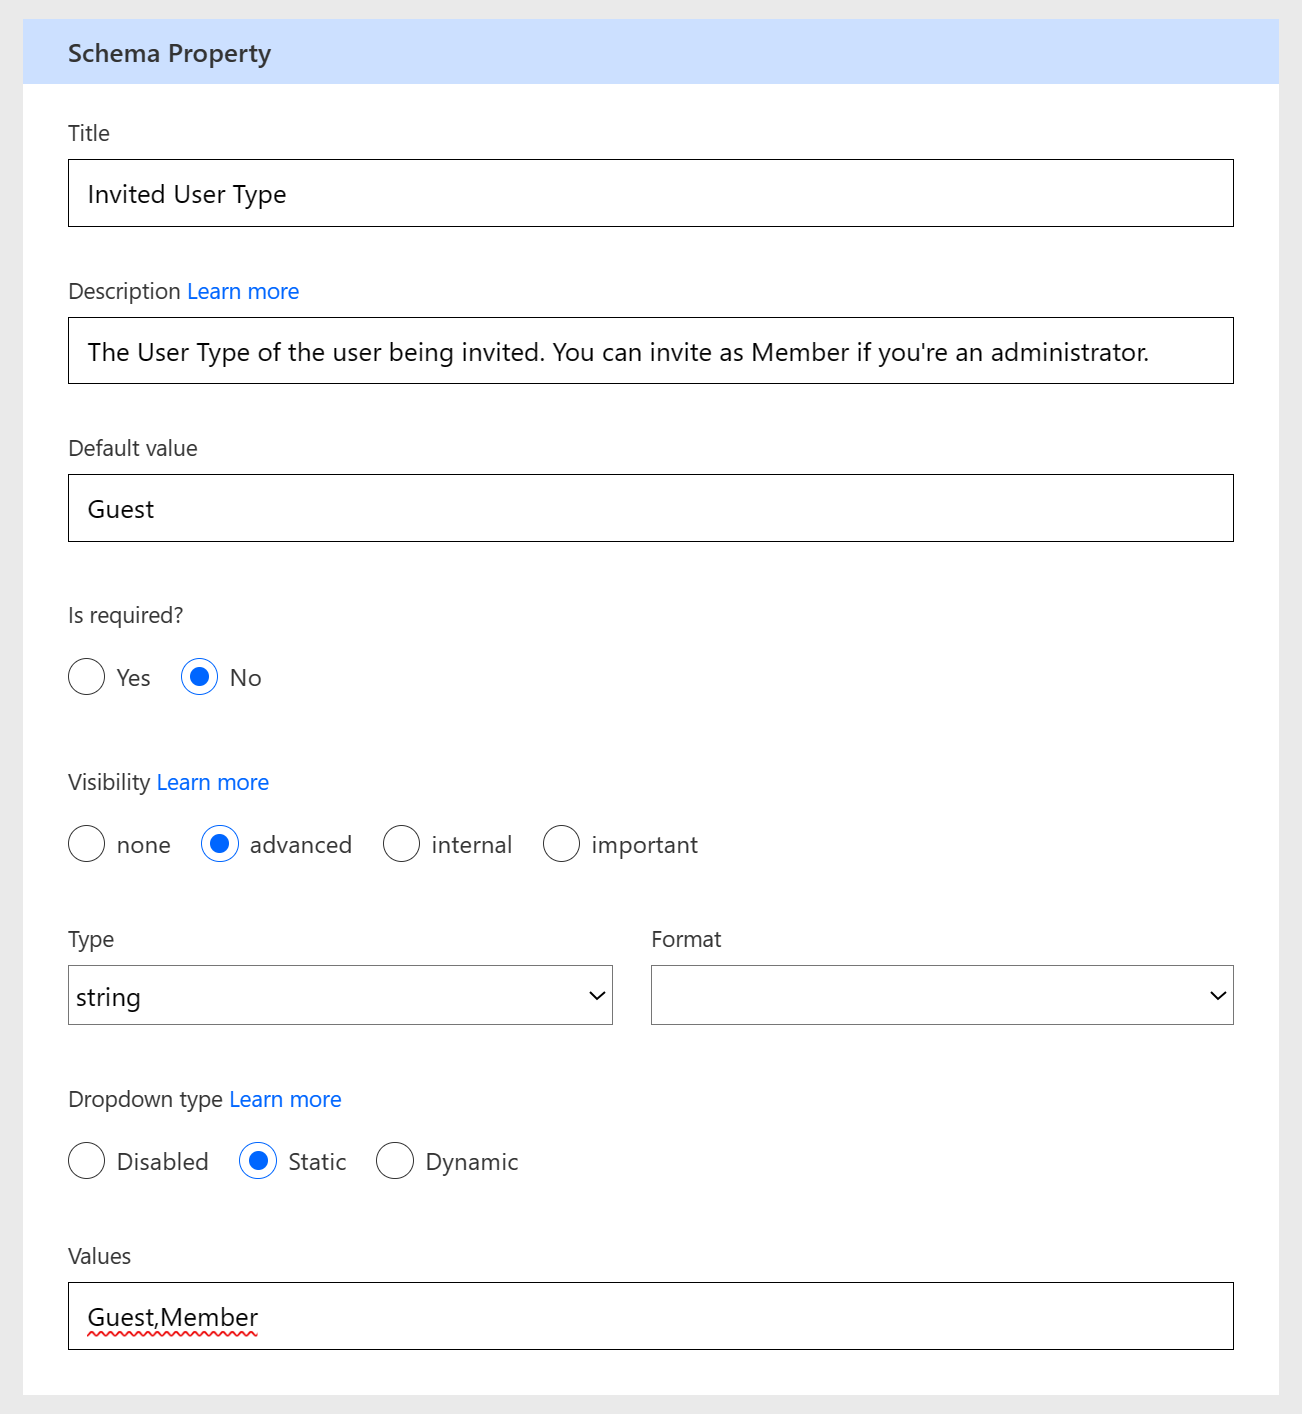 Schema Property
Title
Invited User Type
Description Learn more
The User Type of the user being invited. You can invite as Member if you're an administrator.
Default value
Guest
Is required?
Yes No
Visibility Learn more
none advanced internal important
Type Format
string
Dropdown type Learn more
Disabled Static Dynamic
Values
Guest,Member